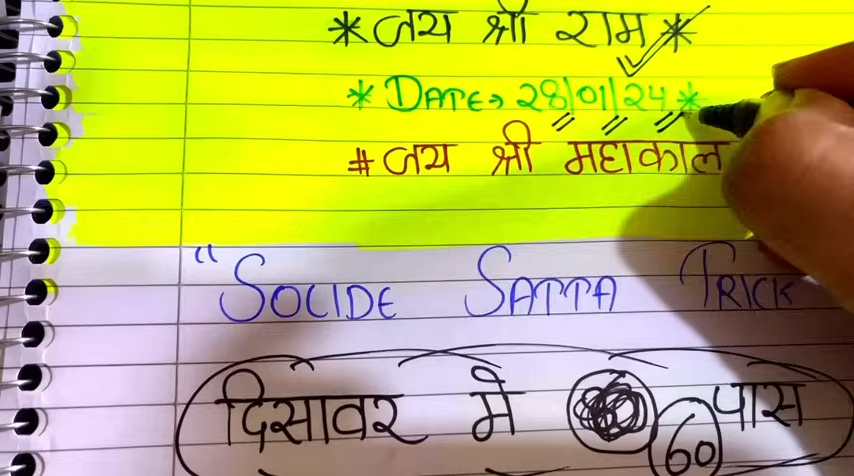 *जय श्री राम*
* DATE→ 28/01/24 *
# जय श्री महाकाल
"SOLIDE SATTA TRICK
दिसावर मे पास
60